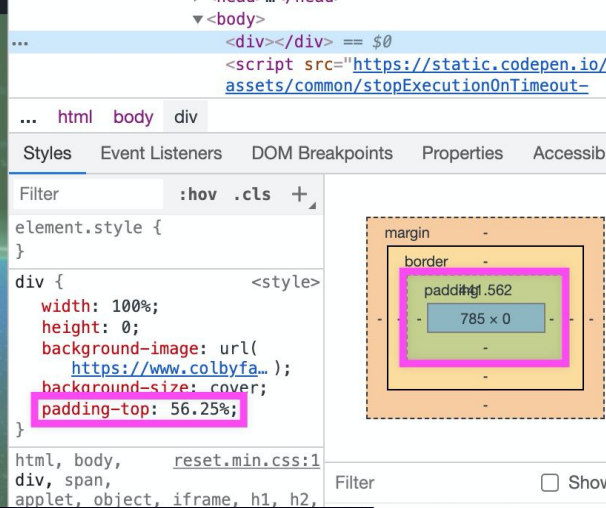 <body>
... <div></div> == $0
<script src="https://static.codepen.io/
assets/common/stopExecutionOnTimeout-
... html body div
Styles Event Listeners DOM Breakpoints Properties Accessib
Filter :hov .cls +
element.style {
}
div { <style>
width: 100%;
height: 0;
background-image: url(
https://www.colbyfa… );
background-size: cover;
padding-top: 56.25%;
}
html, body, reset.min.css:1
div, span,
applet, object, iframe, h1, h2,
margin -
border -
padding 441.562
- - - 785 × 0 - - -
-
-
-
Filter Show